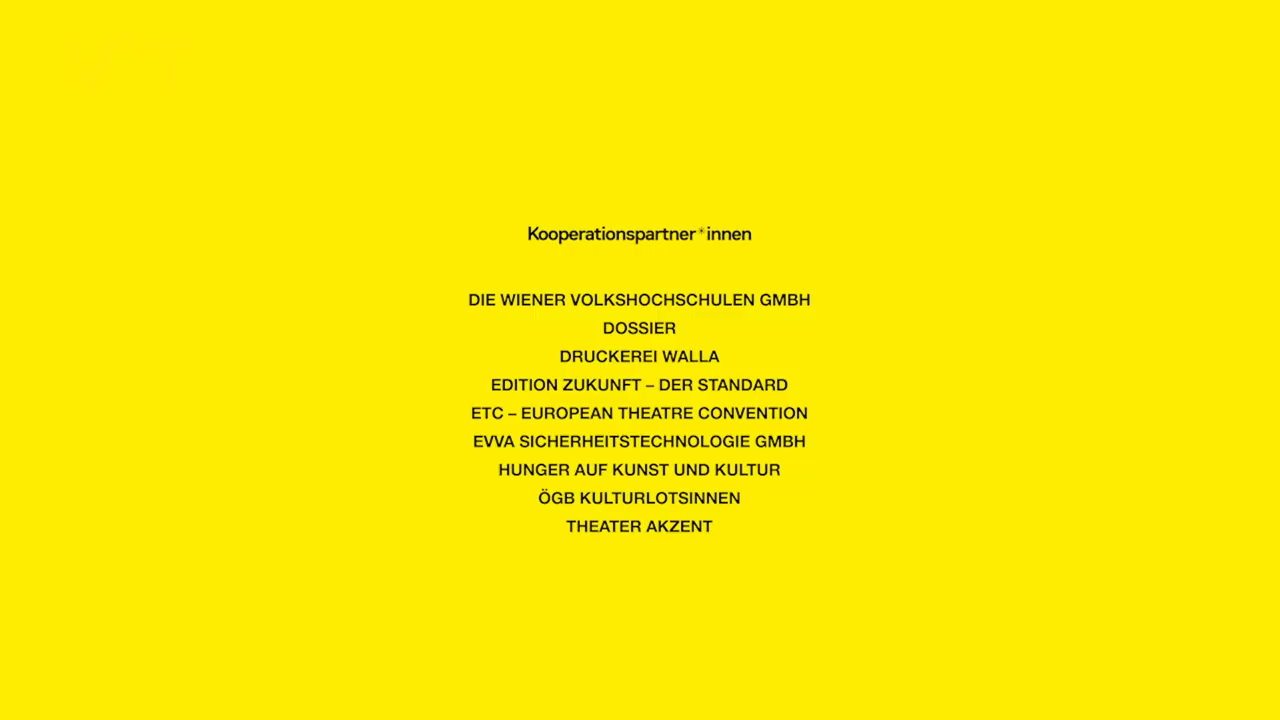 Kooperationspartner*innen
DIE WIENER VOLKSHOCHSCHULEN GMBH
DOSSIER
DRUCKEREI WALLA
EDITION ZUKUNFT – DER STANDARD
ETC – EUROPEAN THEATRE CONVENTION
EVVA SICHERHEITSTECHNOLOGIE GMBH
HUNGER AUF KUNST UND KULTUR
ÖGB KULTURLOTSINNEN
THEATER AKZENT